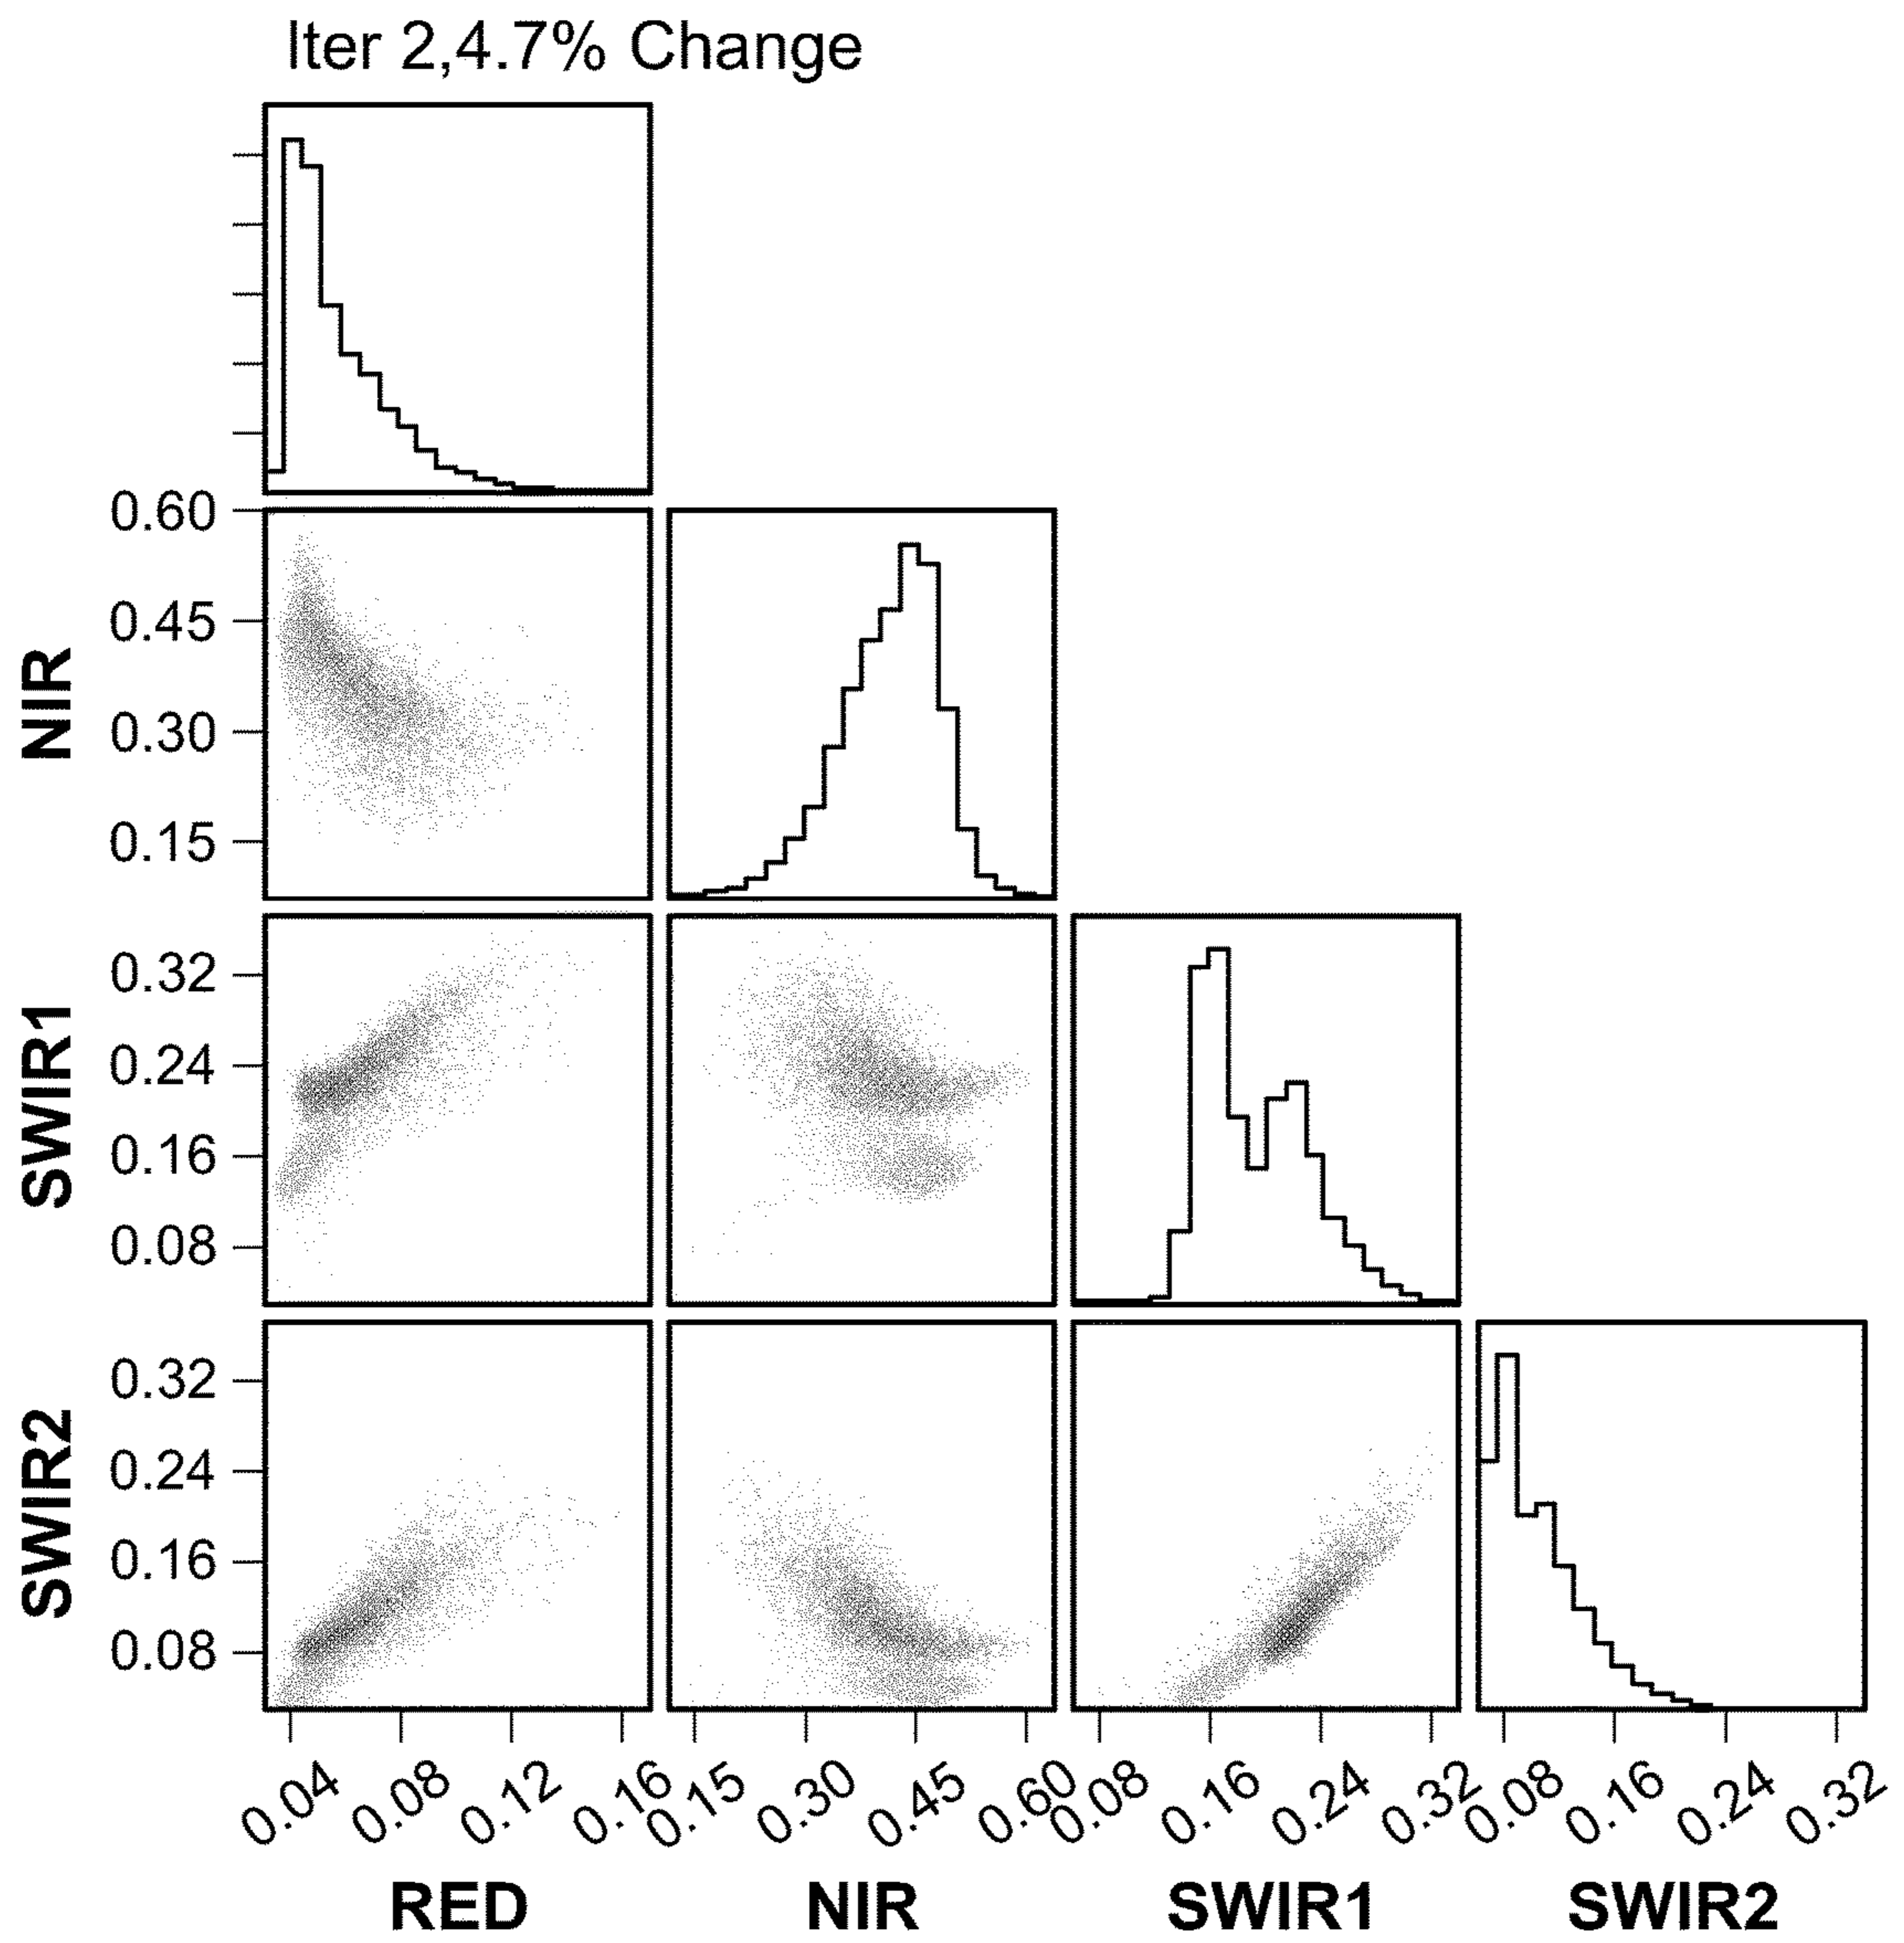 Iter 2,4.7% Change
0.60
0.45
0.30
0.15
NIR
0.32
0.24
0.16
0.08
SWIR1
0.32
0.24
0.16
0.08
SWIR2
0.04 0.08 0.12 0.16 0.15 0.30 0.45 0.60 0.08 0.16 0.24 0.32 0.08 0.16 0.24 0.32
RED NIR SWIR1 SWIR2